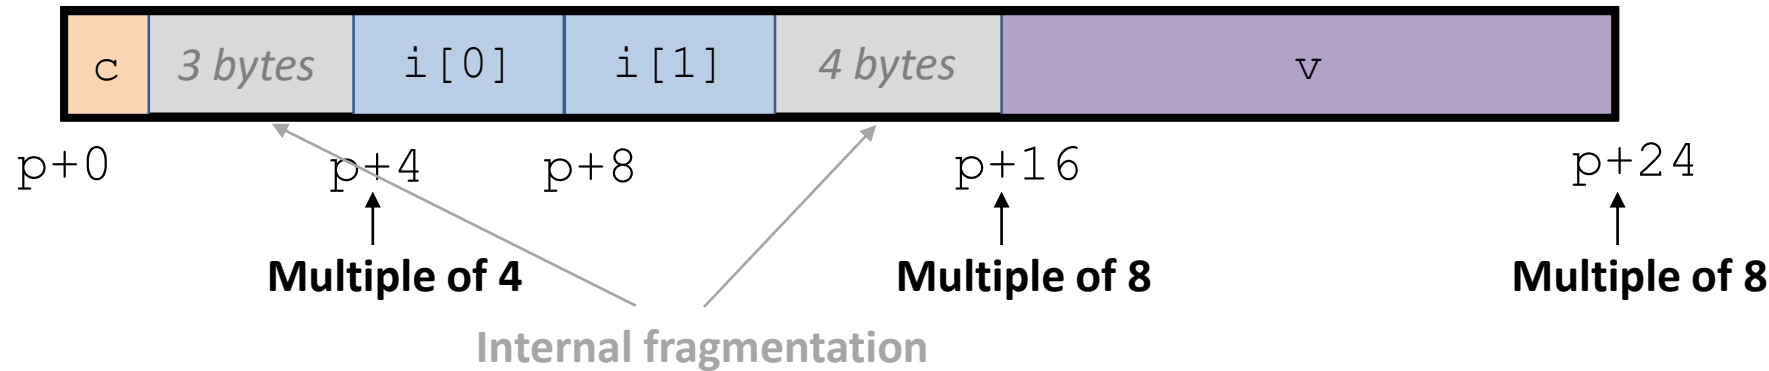 c 3 bytes i[0] i[1] 4 bytes v
p+0 p+4 p+8 p+16 p+24
Multiple of 4 Multiple of 8 Multiple of 8
Internal fragmentation